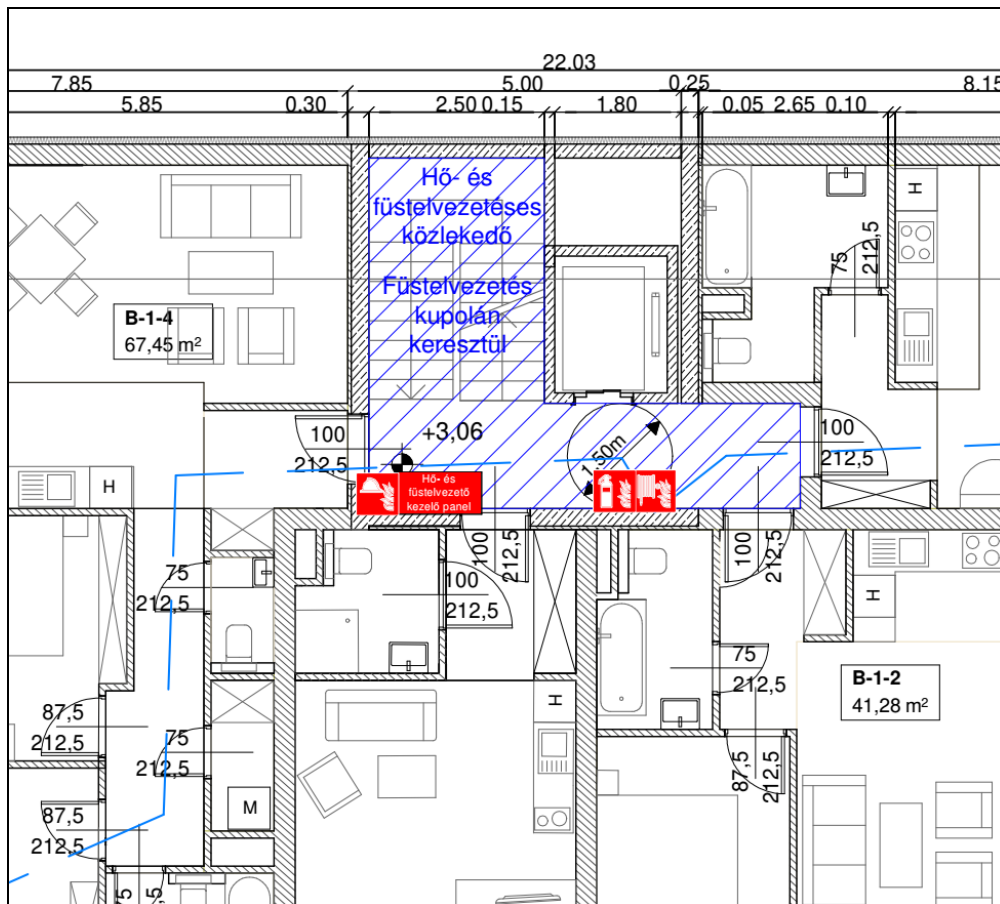 22.03
7.85
5.00
0.25
8.15
5.85
0.30
2.50
0.15
1.80
0.05
2.65
0.10
Hő- és
füstelvezetéses
közlekedő
Füstelvezetés
kupolán
keresztül
H
75
212,5
B-1-4
67,45 m²
100
212,5
+3,06
1.50m
100
212,5
H
Hő- és
füstelvezető
kezelő panel
100
212,5
100
212,5
75
212,5
100
212,5
H
75
212,5
B-1-2
41,28 m²
H
87,5
212,5
75
212,5
87,5
212,5
M
87,5
212,5